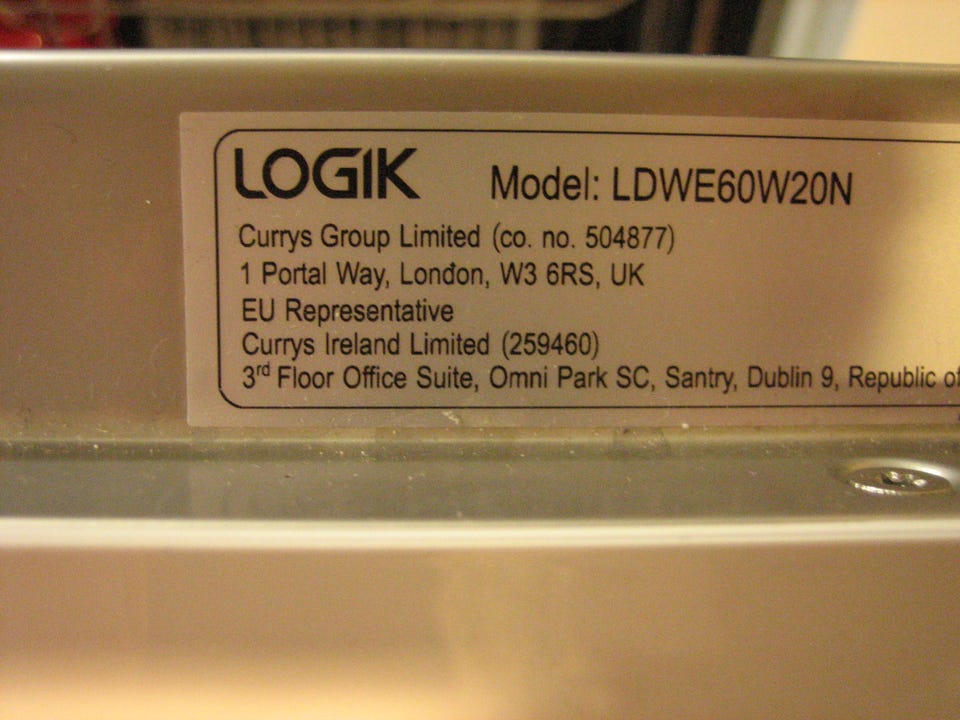 LOGIK Model: LDWE60W20N
Currys Group Limited (co. no. 504877)
1 Portal Way, London, W3 6RS, UK
EU Representative
Currys Ireland Limited (259460)
3rd Floor Office Suite, Omni Park SC, Santry, Dublin 9, Republic of